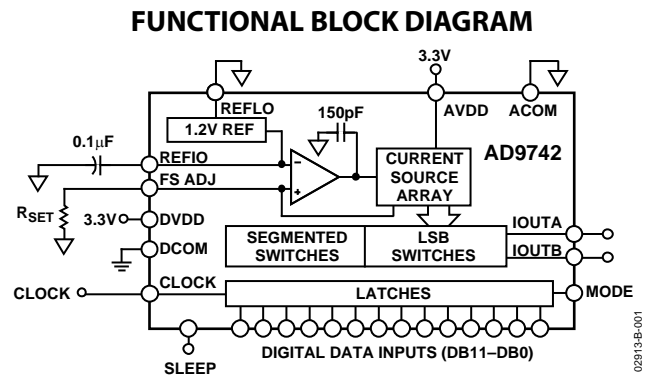 FUNCTIONAL BLOCK DIAGRAM
3.3V
REFLO
150pF
AVDD
ACOM
1.2V REF
AD9742
0.1μF
REFIO
–
CURRENT
SOURCE
ARRAY
FS ADJ
+
RSET
3.3V
DVDD
SEGMENTED
SWITCHES
LSB
SWITCHES
IOUTA
IOUTB
DCOM
CLOCK
CLOCK
LATCHES
MODE
SLEEP
DIGITAL DATA INPUTS (DB11–DB0)
02913-B-001